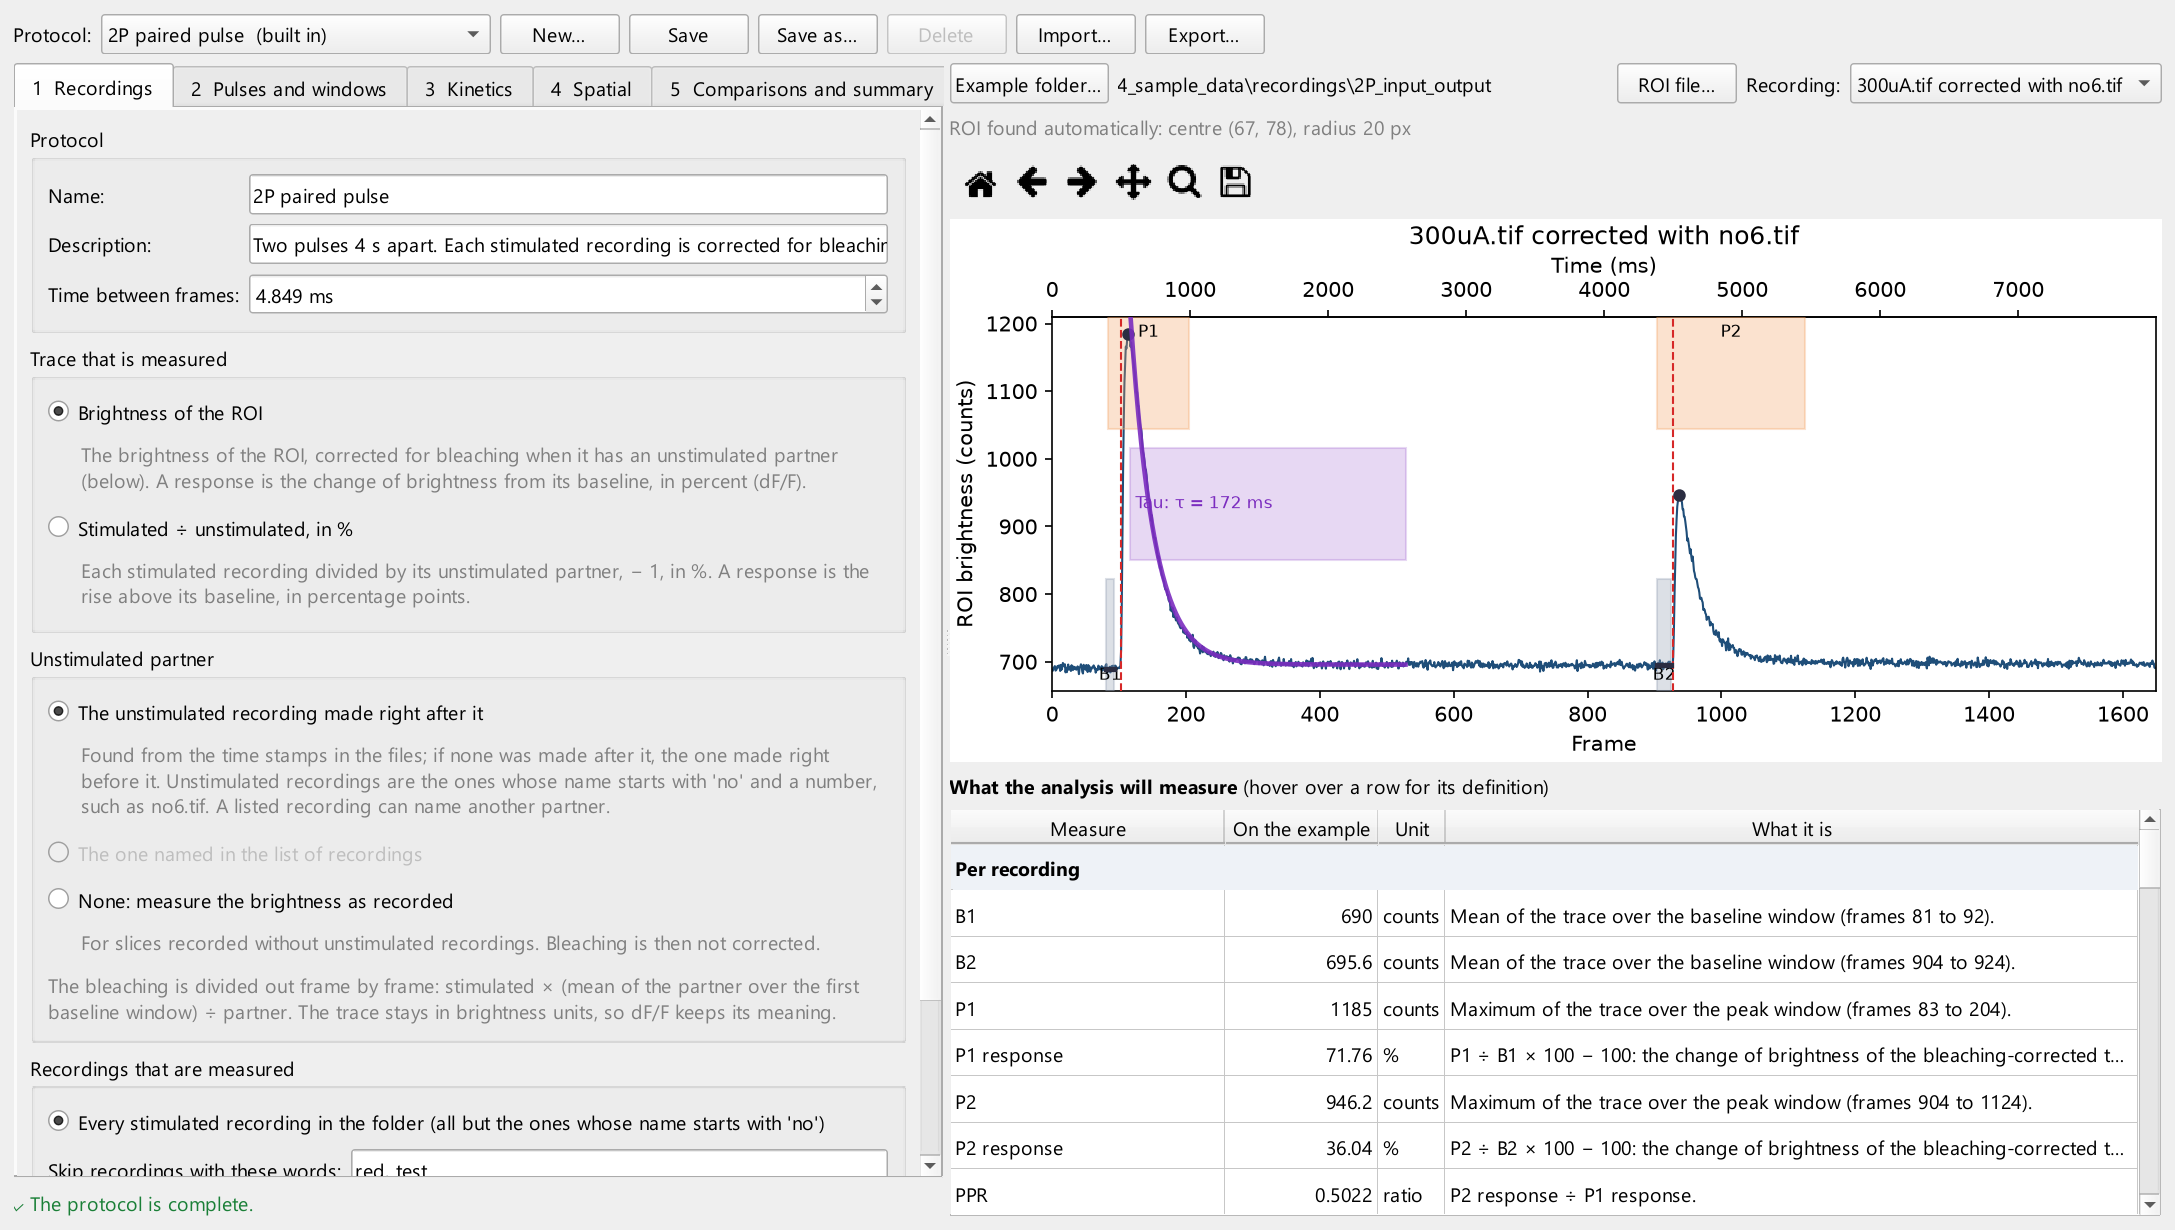 Protocol: 2P paired pulse (built in) New... Save Save as... Delete Import... Export...
1 Recordings 2 Pulses and windows 3 Kinetics 4 Spatial 5 Comparisons and summary
Protocol
Name: 2P paired pulse
Description: Two pulses 4 s apart. Each stimulated recording is corrected for bleachin
Time between frames: 4.849 ms
Trace that is measured
Brightness of the ROI
The brightness of the ROI, corrected for bleaching when it has an unstimulated partner
(below). A response is the change of brightness from its baseline, in percent (dF/F).
Stimulated ÷ unstimulated, in %
Each stimulated recording divided by its unstimulated partner, − 1, in %. A response is the
rise above its baseline, in percentage points.
Unstimulated partner
The unstimulated recording made right after it
Found from the time stamps in the files; if none was made after it, the one made right
before it. Unstimulated recordings are the ones whose name starts with 'no' and a number,
such as no6.tif. A listed recording can name another partner.
The one named in the list of recordings
None: measure the brightness as recorded
For slices recorded without unstimulated recordings. Bleaching is then not corrected.
The bleaching is divided out frame by frame: stimulated × (mean of the partner over the first
baseline window) ÷ partner. The trace stays in brightness units, so dF/F keeps its meaning.
Recordings that are measured
Every stimulated recording in the folder (all but the ones whose name starts with 'no')
Skip recordings with these words: red, test
✓ The protocol is complete.
Example folder... 4_sample_data\recordings\2P_input_output ROI file... Recording: 300uA.tif corrected with no6.tif
ROI found automatically: centre (67, 78), radius 20 px
300uA.tif corrected with no6.tif
Time (ms)
0 1000 2000 3000 4000 5000 6000 7000
ROI brightness (counts)
1200
1100
1000
900
800
700
P1
P2
Tau: τ = 172 ms
B1
B2
0 200 400 600 800 1000 1200 1400 1600
Frame
What the analysis will measure (hover over a row for its definition)
Measure On the example Unit What it is
Per recording
B1 690 counts Mean of the trace over the baseline window (frames 81 to 92).
B2 695.6 counts Mean of the trace over the baseline window (frames 904 to 924).
P1 1185 counts Maximum of the trace over the peak window (frames 83 to 204).
P1 response 71.76 % P1 ÷ B1 × 100 − 100: the change of brightness of the bleaching-corrected t...
P2 946.2 counts Maximum of the trace over the peak window (frames 904 to 1124).
P2 response 36.04 % P2 ÷ B2 × 100 − 100: the change of brightness of the bleaching-corrected t...
PPR 0.5022 ratio P2 response ÷ P1 response.